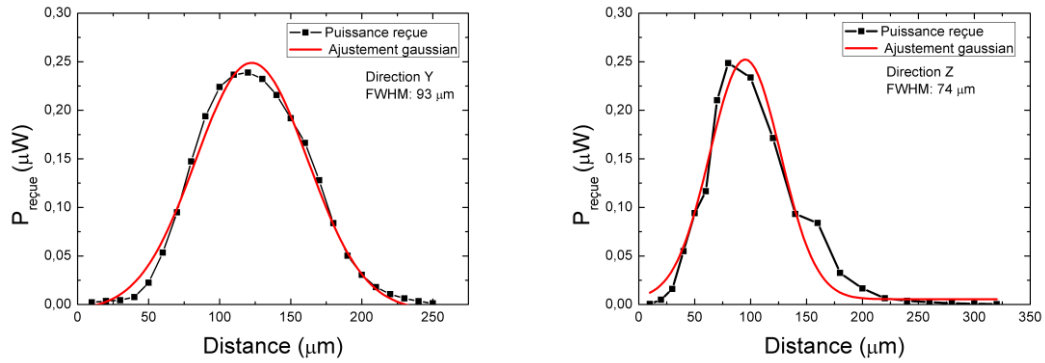 Puissance reçue
Ajustement gaussian
Direction Y
FWHM: 93 µm
0,30
0,25
0,20
0,15
0,10
0,05
0,00
P reçue (µW)
0 50 100 150 200 250
Distance (µm)
Puissance reçue
Ajustement gaussian
Direction Z
FWHM: 74 µm
0,30
0,25
0,20
0,15
0,10
0,05
0,00
P reçue (µW)
0 50 100 150 200 250 300 350
Distance (µm)